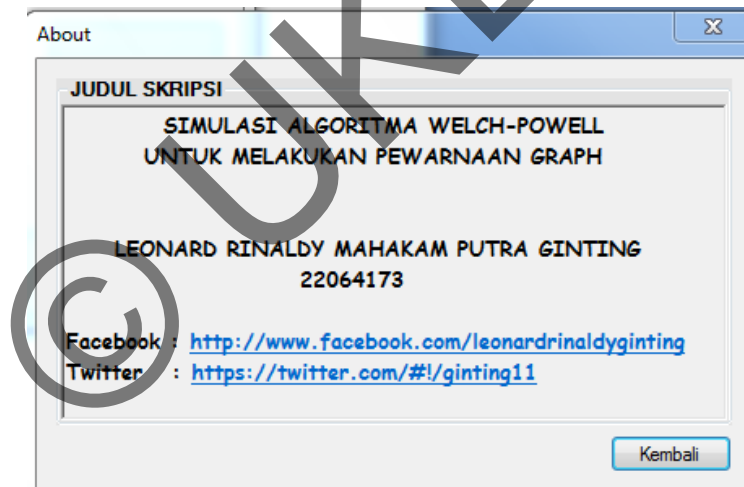 About
JUDUL SKRIPSI
SIMULASI ALGORITMA WELCH-POWELL
UNTUK MELAKUKAN PEWARNAAN GRAPH
LEONARD RINALDY MAHAKAM PUTRA GINTING
22064173
Facebook : http://www.facebook.com/leonardrinaldyginting
Twitter : https://twitter.com/#!/ginting11
Kembali